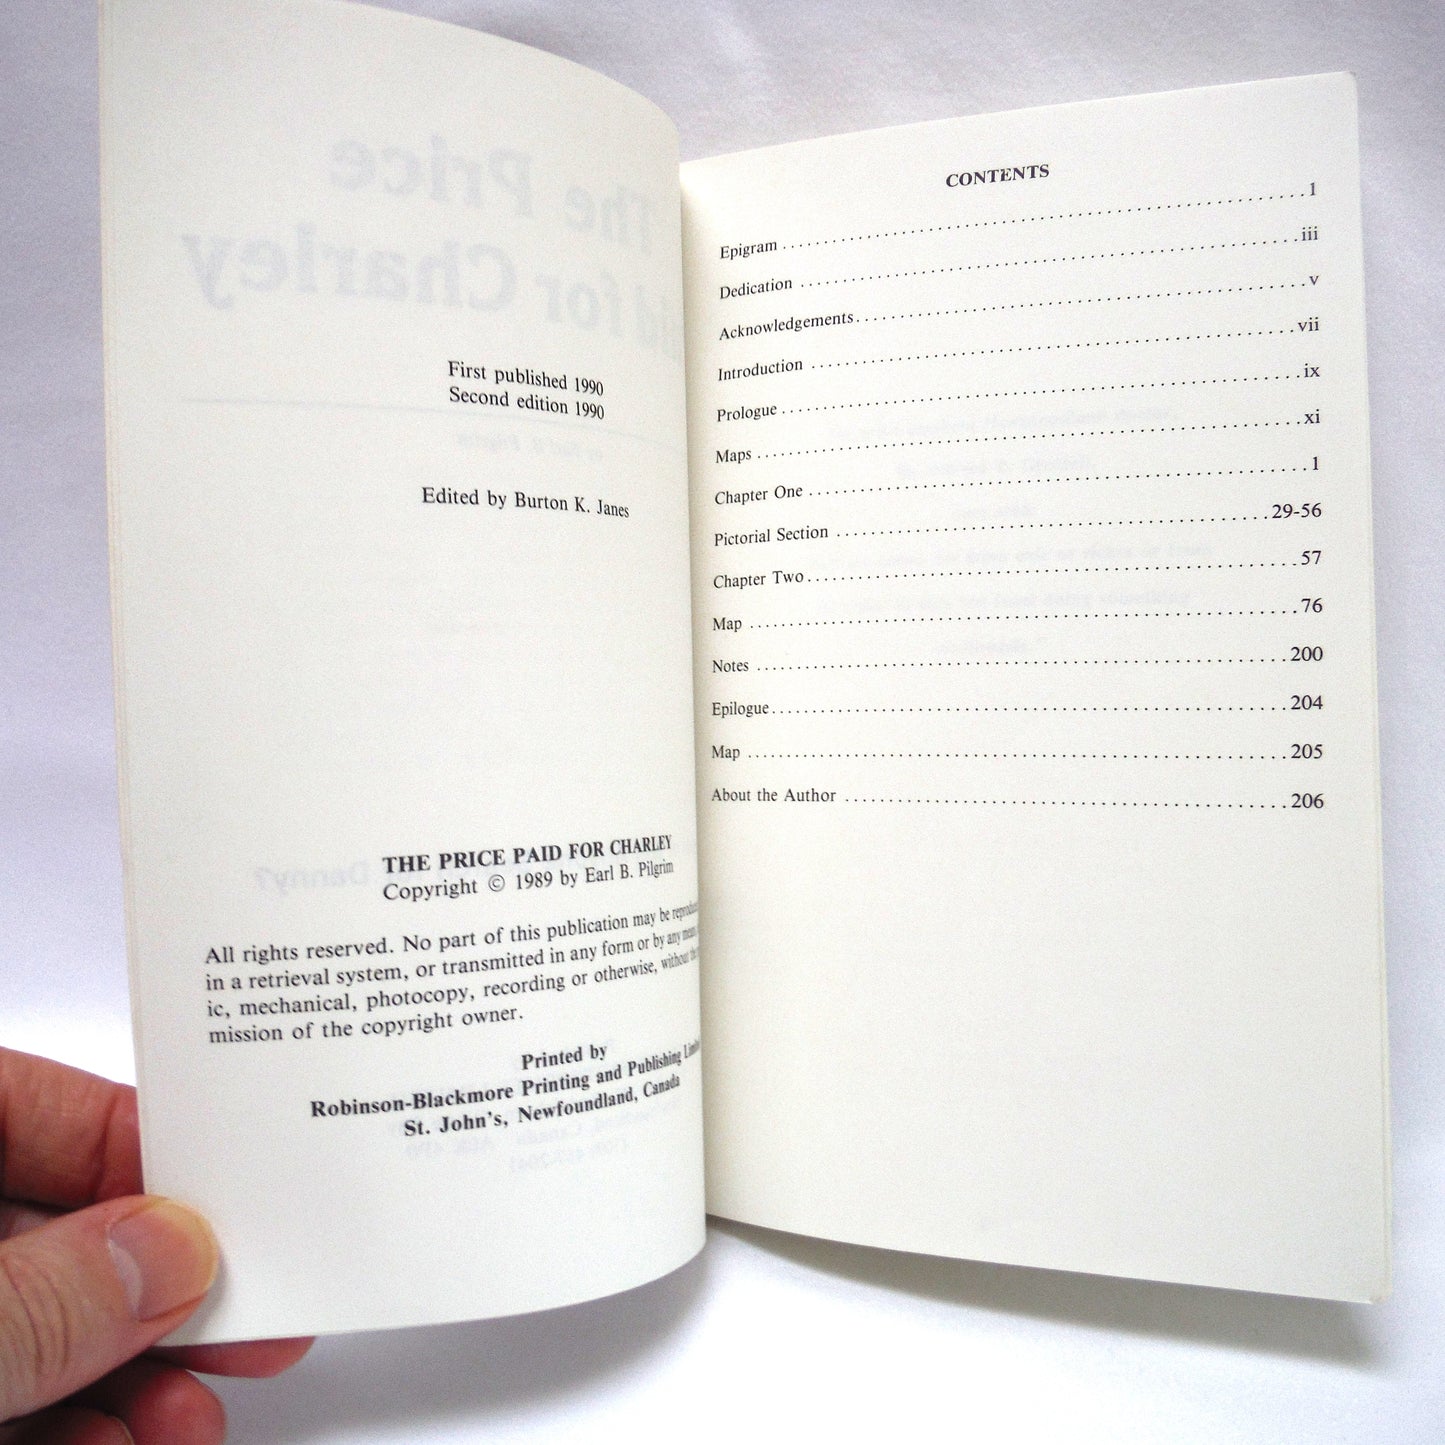 First published 1990
Second edition 1990
Edited by Burton K. Janes
THE PRICE PAID FOR CHARLEY
Copyright © 1989 by Earl B. Pilgrim
All rights reserved. No part of this publication may be
in a retrieval system, or transmitted in any form or by any
ic, mechanical, photocopy, recording or otherwise, without
mission of the copyright owner.
Printed by
Robinson-Blackmore Printing and Publishing
St. John's, Newfoundland, Canada
CONTENTS
Epigram ........ 1
Dedication ........ iii
Acknowledgements ........ v
Introduction ........ vii
Prologue ........ ix
Maps ........ xi
Chapter One ........ 1
Pictorial Section ........ 29-56
Chapter Two ........ 57
Map ........ 76
Notes ........ 200
Epilogue ........ 204
Map ........ 205
About the Author ........ 206